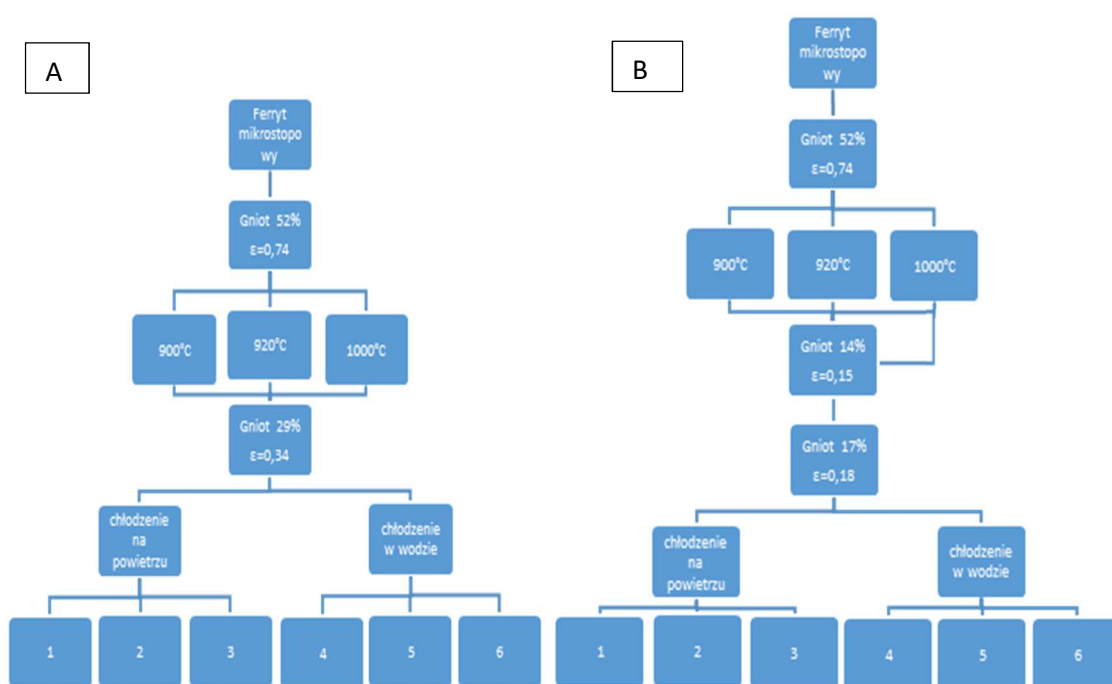 A
Ferryt
mikrostopo
wy
Gniot 52%
ε=0,74
900°C
920°C
1000°C
Gniot 29%
ε=0,34
chłodzenie
na
powietrzu
chłodzenie
w wodzie
1
2
3
4
5
6
B
Ferryt
mikrostopo
wy
Gniot 52%
ε=0,74
900°C
920°C
1000°C
Gniot 14%
ε=0,15
Gniot 17%
ε=0,18
chłodzenie
na
powietrzu
chłodzenie
w wodzie
1
2
3
4
5
6